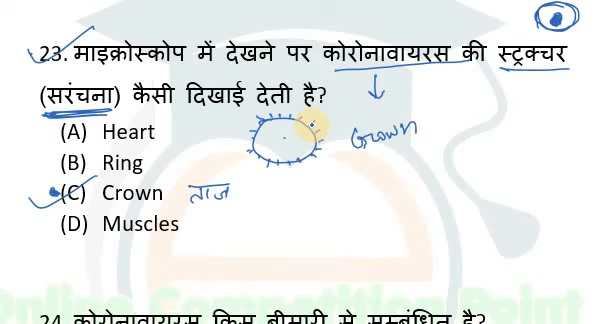 23. माइक्रोस्कोप में देखने पर कोरोनावायरस की स्ट्रक्चर
(सरंचना) कैसी दिखाई देती है?
(A) Heart
Crown
(B) Ring
(C) Crown ताज
(D) Muscles
24. कोरोनावायरस किस बीमारी से सम्बंधित है?